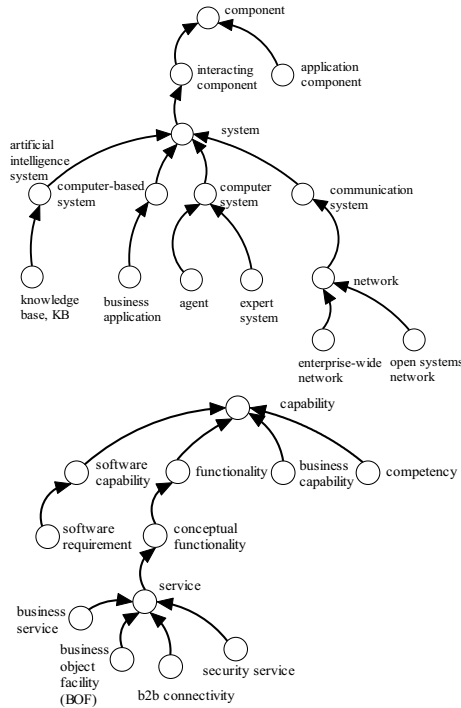 component
interacting
component
application
component
system
artificial
intelligence
system
computer-based
system
computer
system
communication
system
knowledge
base, KB
business
application
agent
expert
system
network
enterprise-wide
network
open systems
network
capability
software
capability
functionality
business
capability
competency
software
requirement
conceptual
functionality
service
business
service
business
object
facility
(BOF)
b2b connectivity
security service